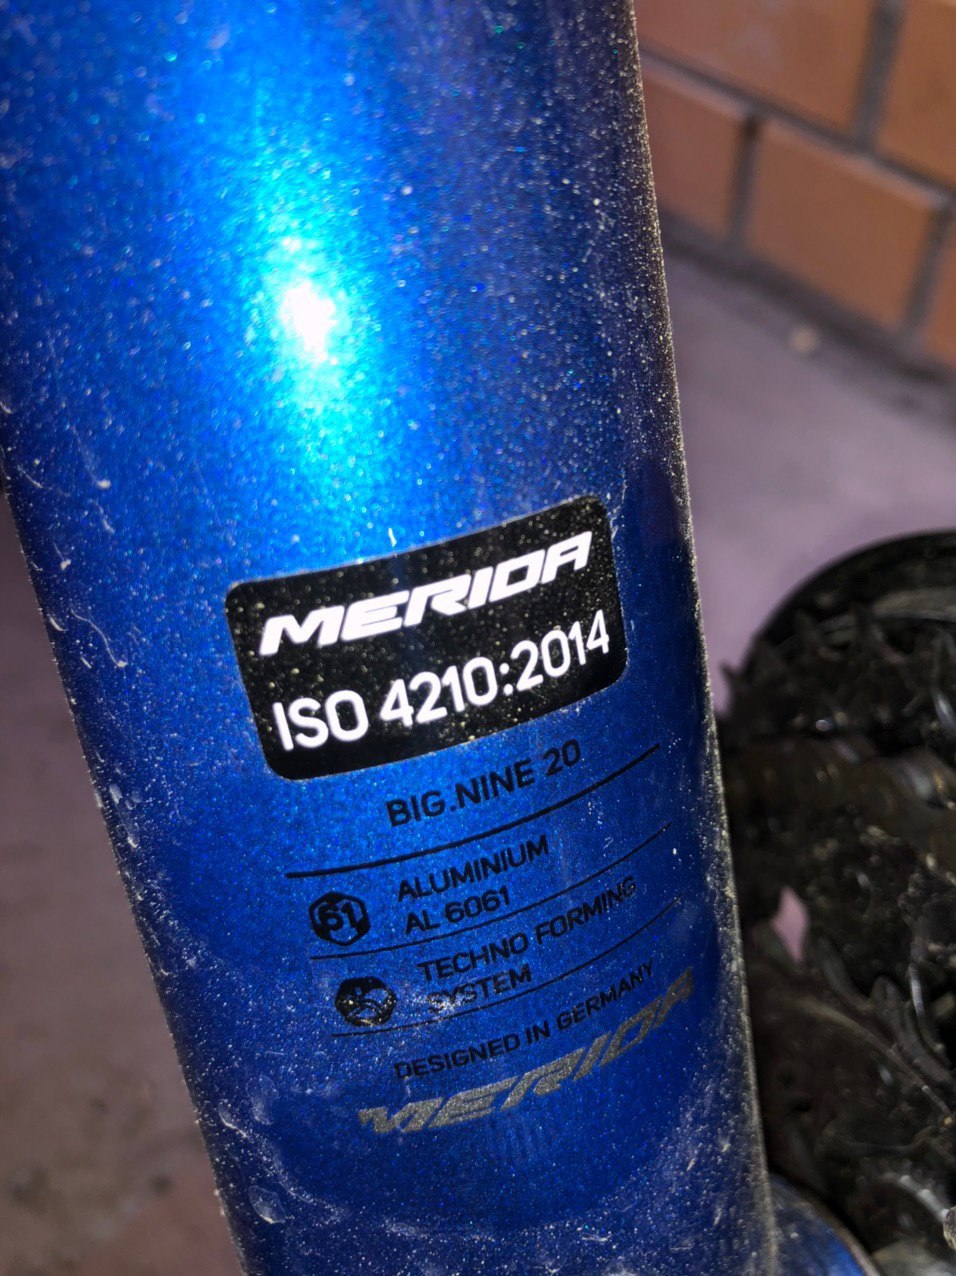 MERIDA
ISO 4210:2014
BIG.NINE 20
61
ALUMINIUM
AL 6061
TECHNO FORMING
SYSTEM
DESIGNED IN GERMANY
MERIDA